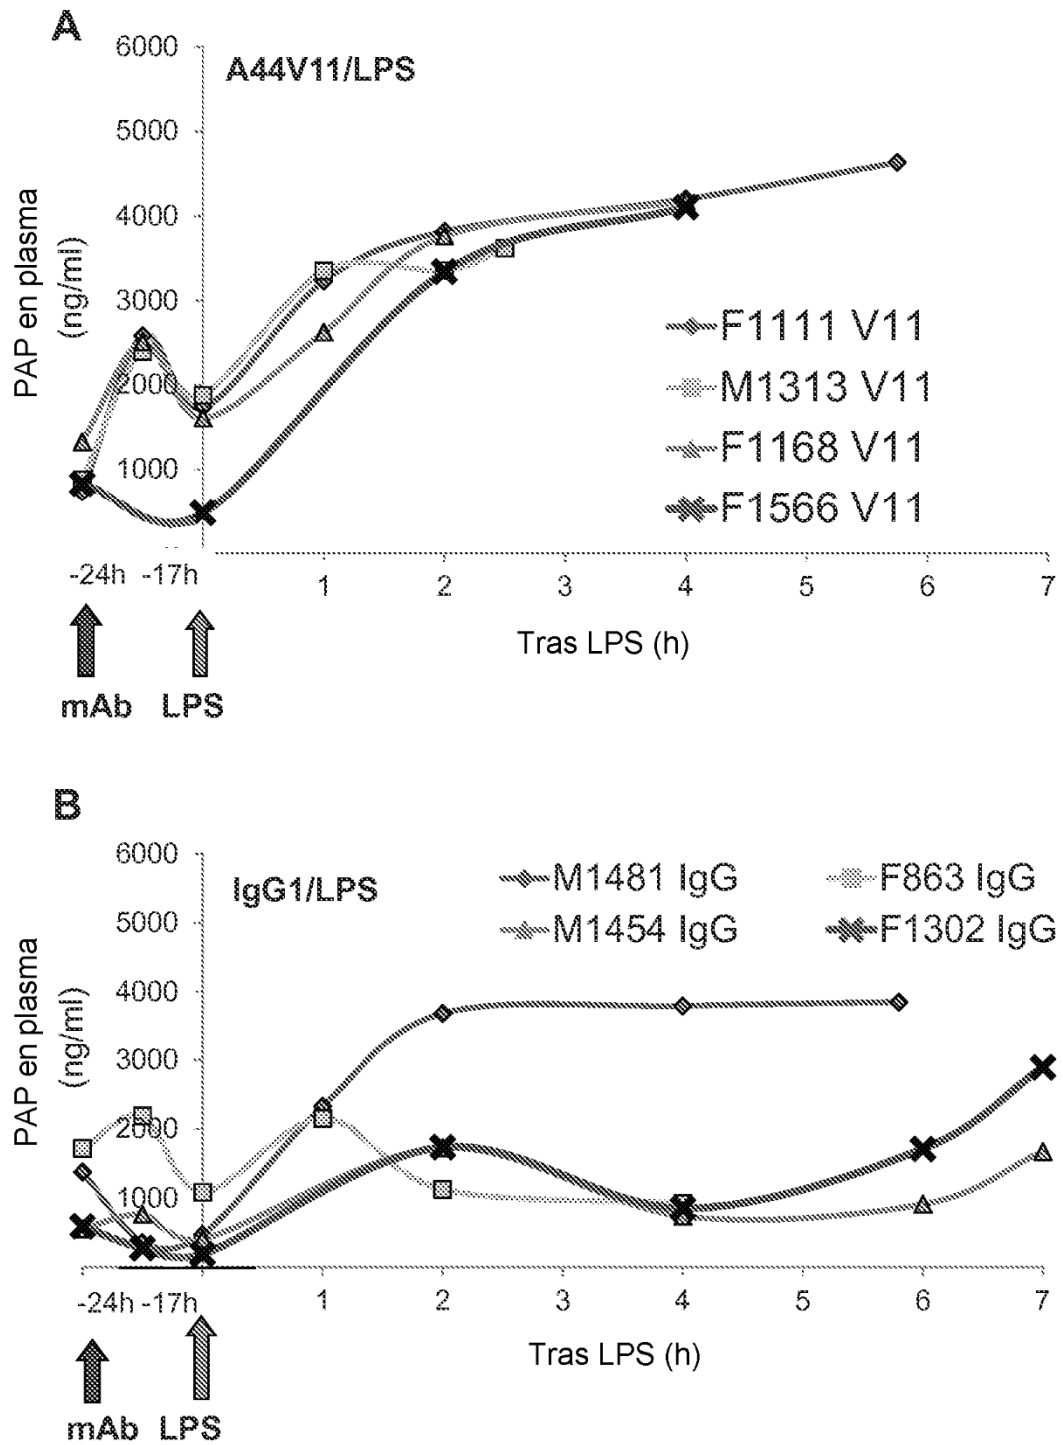 A
6000
A44V11/LPS
5000
4000
3000
2000
1000
PAP en plasma
(ng/ml)
F1111 V11
M1313 V11
F1168 V11
F1566 V11
-24h -17h 1 2 3 4 5 6 7
Tras LPS (h)
mAb LPS
B
6000
IgG1/LPS
M1481 IgG F863 IgG
M1454 IgG F1302 IgG
5000
4000
3000
2000
1000
PAP en plasma
(ng/ml)
-24h -17h 1 2 3 4 5 6 7
Tras LPS (h)
mAb LPS